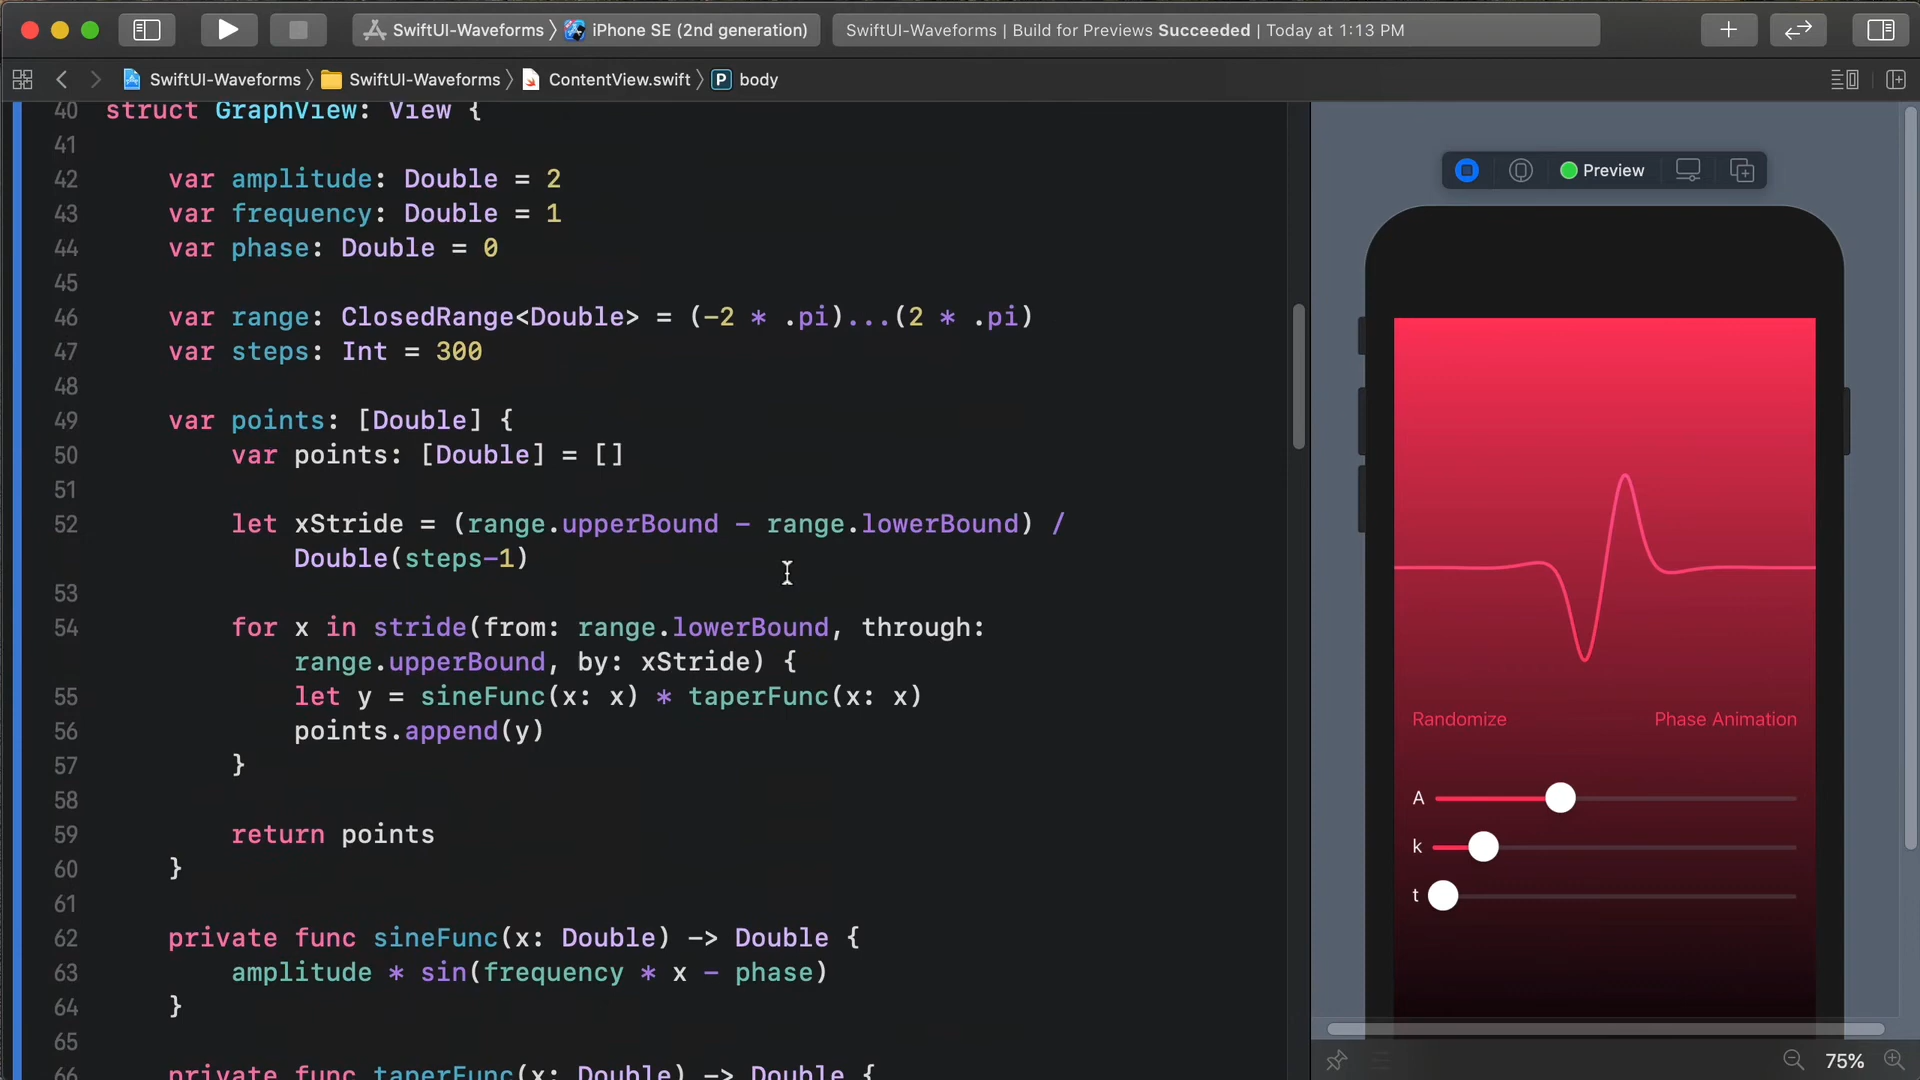 SwiftUI-Waveforms 〉 iPhone SE (2nd generation)
SwiftUI-Waveforms | Build for Previews Succeeded | Today at 1:13 PM
SwiftUI-Waveforms 〉 SwiftUI-Waveforms 〉 ContentView.swift 〉 P body
40 struct GraphView: View {
41
42 var amplitude: Double = 2
43 var frequency: Double = 1
44 var phase: Double = 0
45
46 var range: ClosedRange<Double> = (-2 * .pi)...(2 * .pi)
47 var steps: Int = 300
48
49 var points: [Double] {
50 var points: [Double] = []
51
52 let xStride = (range.upperBound - range.lowerBound) /
Double(steps-1)
53
54 for x in stride(from: range.lowerBound, through:
range.upperBound, by: xStride) {
55 let y = sineFunc(x: x) * taperFunc(x: x)
56 points.append(y)
57 }
58
59 return points
60 }
61
62 private func sineFunc(x: Double) -> Double {
63 amplitude * sin(frequency * x - phase)
64 }
65
66 private func taperFunc(x: Double) -> Double {
Preview
Randomize
Phase Animation
A
k
t
75%